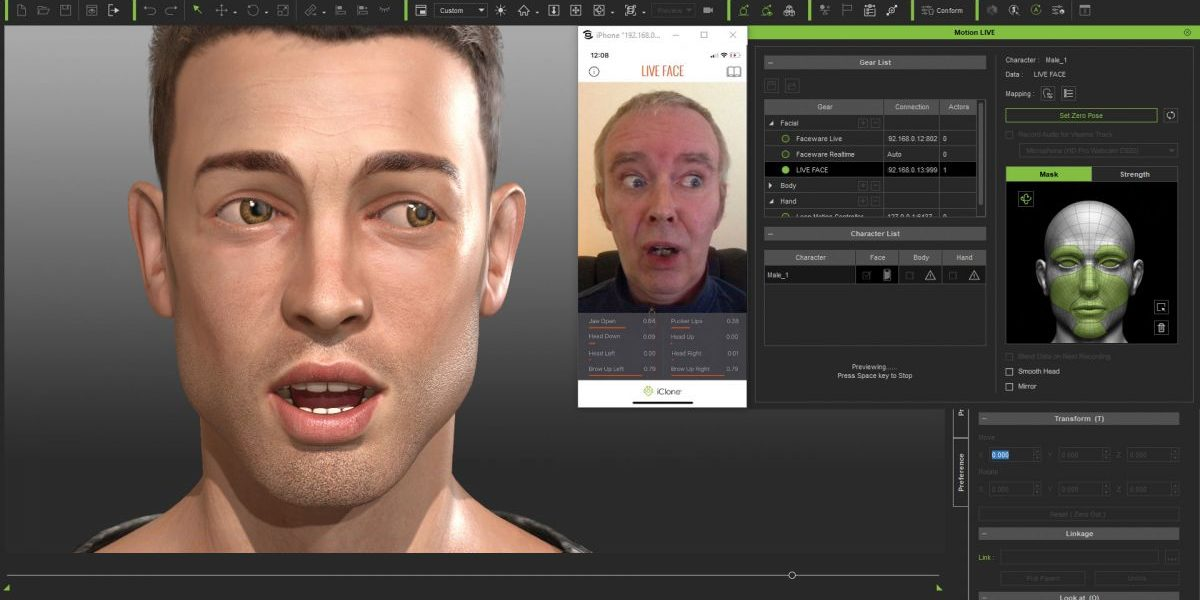 Custom
Preview
Conform
iPhone "192.168.0...
12:08
LIVE FACE
Jaw Open 0.64 Pucker Lips 0.38
Head Down 0.09 Head Up 0.00
Head Left 0.00 Head Right 0.01
Brow Up Left 0.79 Brow Up Right 0.79
iClone
Motion LIVE
Gear List
Gear Connection Actors
Facial
Faceware Live 92.168.0.12:802 0
Faceware Realtime Auto 0
LIVE FACE 92.168.0.13:999 1
Body
Hand
Leap Motion Controller 127.0.0.1:6437 0
Character List
Character Face Body Hand
Male_1
Previewing.....
Press Space key to Stop
Character : Male_1
Data : LIVE FACE
Mapping :
Set Zero Pose
Record Audio for Viseme Track
Mask Strength
Blend Data on Next Recording
Smooth Head
Mirror
Preference
Transform (T)
Move
X 0.000 Y 0.000 Z 0.000
Rotate
X 0.000 Y 0.000 Z 0.000
Reset ( Zero Out )
Linkage
Link :
Pick Parent Unlink
Look at (O)